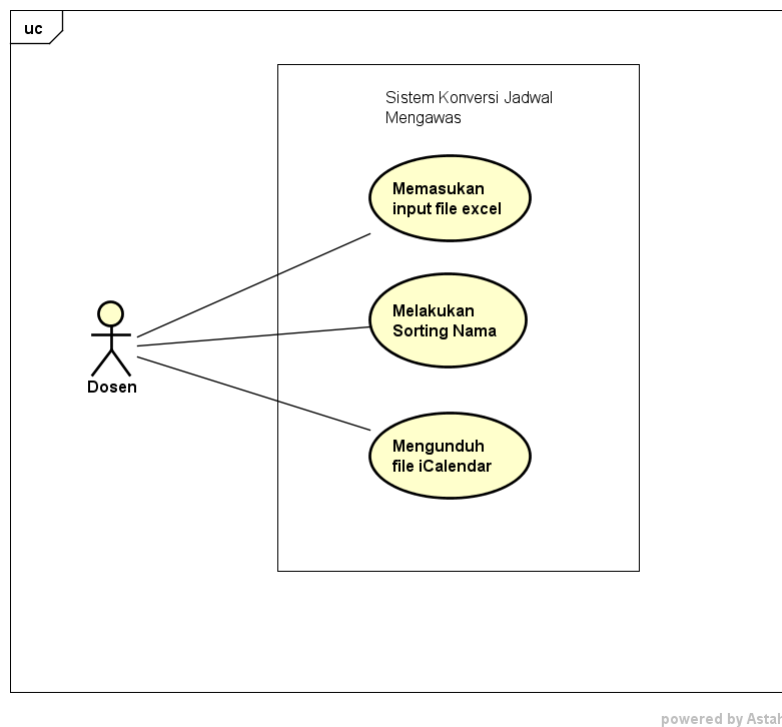 uc
Sistem Konversi Jadwal
Mengawas
Memasukan
input file excel
Melakukan
Sorting Nama
Dosen
Mengunduh
file iCalendar
powered by Astah